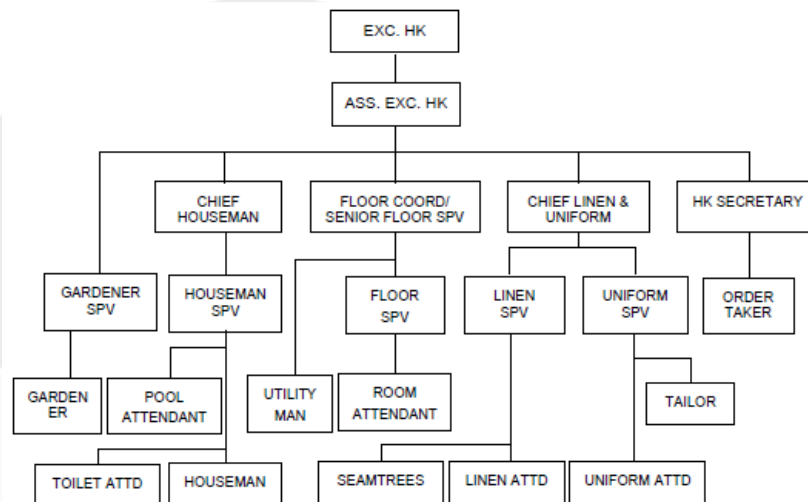 EXC. HK
ASS. EXC. HK
CHIEF
HOUSEMAN
FLOOR COORD/
SENIOR FLOOR SPV
CHIEF LINEN &
UNIFORM
HK SECRETARY
GARDENER
SPV
HOUSEMAN
SPV
FLOOR
SPV
LINEN
SPV
UNIFORM
SPV
ORDER
TAKER
GARDEN
ER
POOL
ATTENDANT
UTILITY
MAN
ROOM
ATTENDANT
TAILOR
TOILET ATTD
HOUSEMAN
SEAMTREES
LINEN ATTD
UNIFORM ATTD